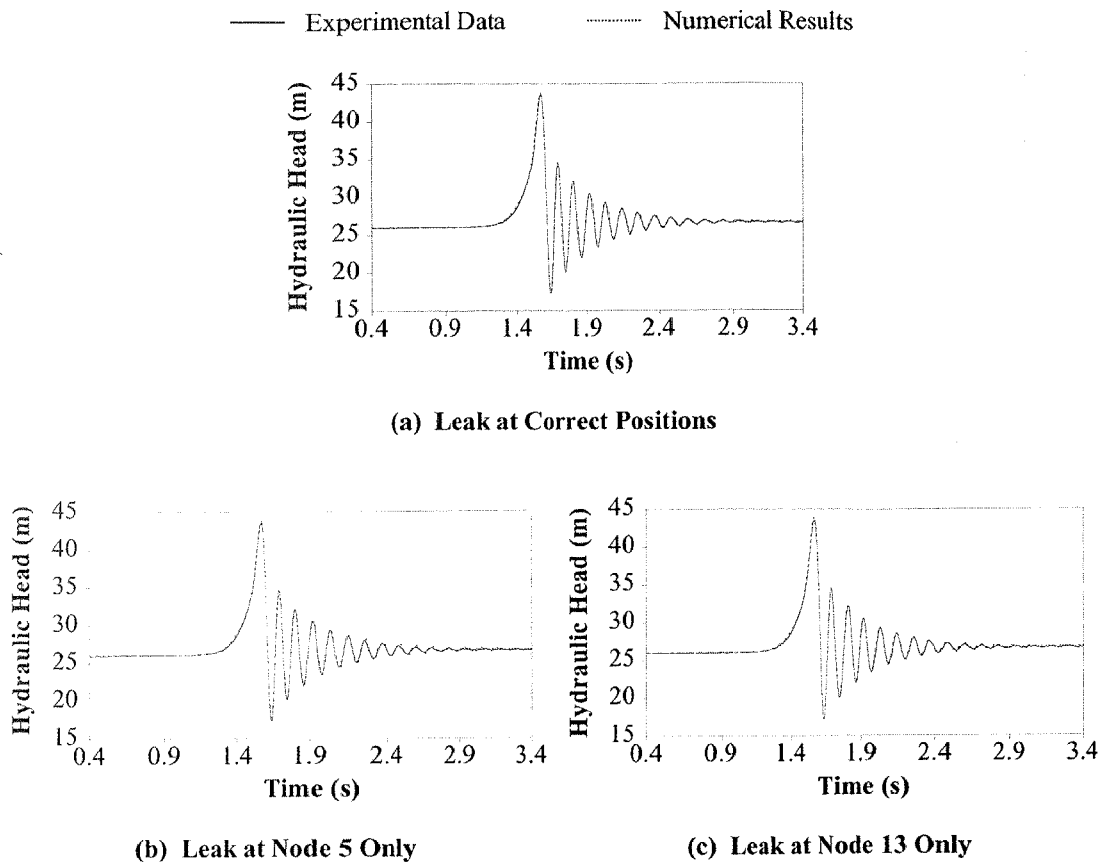 Experimental Data
Numerical Results
Hydraulic Head (m)
45
40
35
30
25
20
15
0.4 0.9 1.4 1.9 2.4 2.9 3.4
Time (s)
(a) Leak at Correct Positions
Hydraulic Head (m)
45
40
35
30
25
20
15
0.4 0.9 1.4 1.9 2.4 2.9 3.4
Time (s)
(b) Leak at Node 5 Only
Hydraulic Head (m)
45
40
35
30
25
20
15
0.4 0.9 1.4 1.9 2.4 2.9 3.4
Time (s)
(c) Leak at Node 13 Only